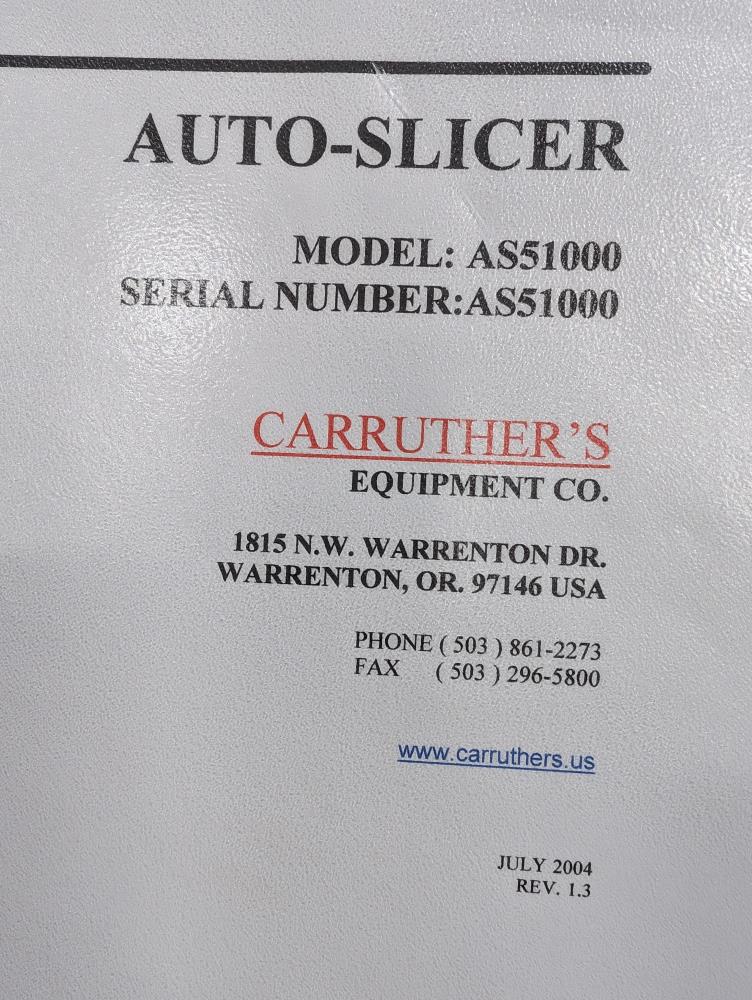 AUTO-SLICER
MODEL: AS51000
SERIAL NUMBER:AS51000
CARRUTHER’S
EQUIPMENT CO.
1815 N.W. WARRENTON DR.
WARRENTON, OR. 97146 USA
PHONE ( 503 ) 861-2273
FAX ( 503 ) 296-5800
www.carruthers.us
JULY 2004
REV. 1.3